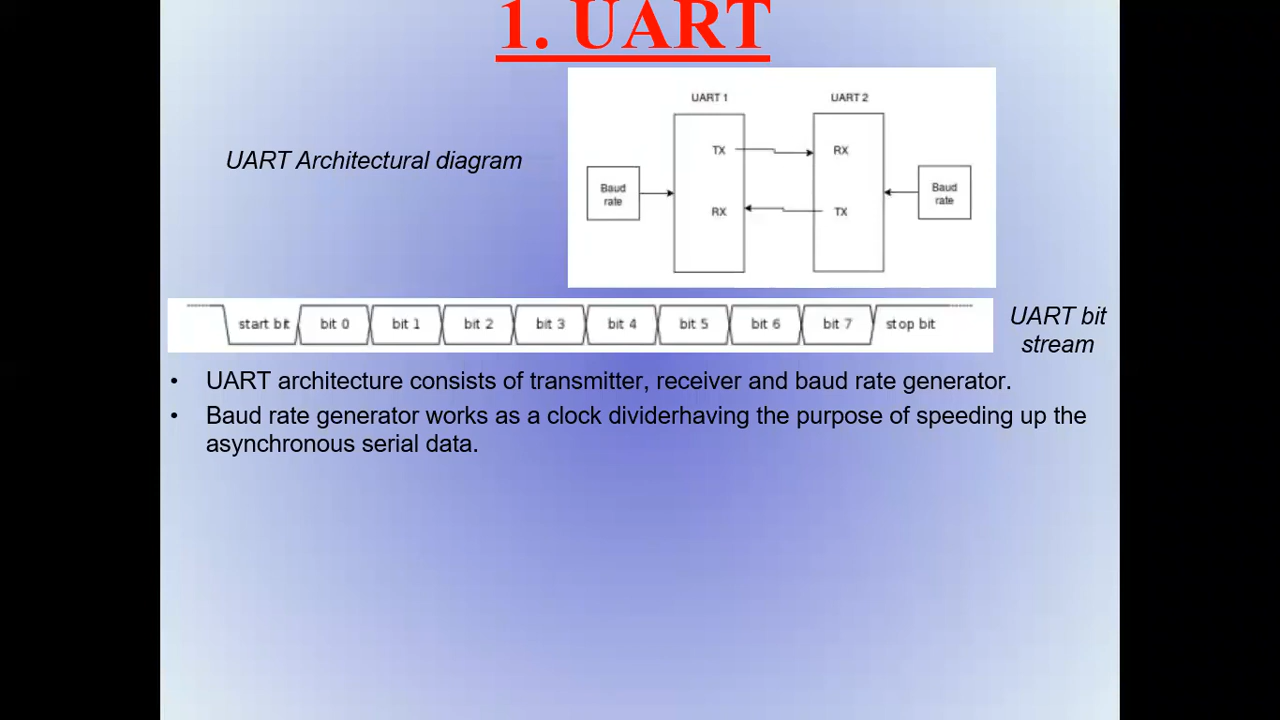 1. UART
UART 1
UART 2
UART Architectural diagram
TX
RX
Baud
rate
Baud
rate
RX
TX
start bit bit 0 bit 1 bit 2 bit 3 bit 4 bit 5 bit 6 bit 7 stop bit
UART bit
stream
• UART architecture consists of transmitter, receiver and baud rate generator.
• Baud rate generator works as a clock dividerhaving the purpose of speeding up the
asynchronous serial data.